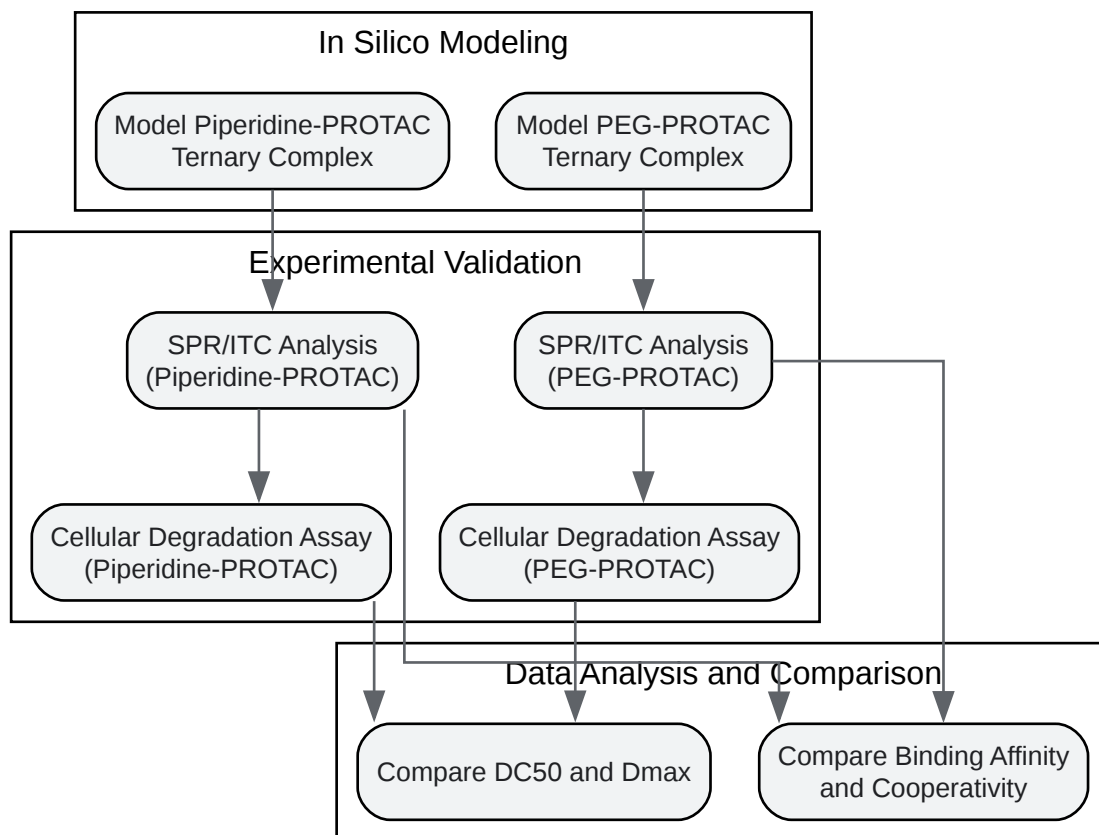 In Silico Modeling
Model Piperidine-PROTAC
Ternary Complex
Model PEG-PROTAC
Ternary Complex
Experimental Validation
SPR/ITC Analysis
(Piperidine-PROTAC)
SPR/ITC Analysis
(PEG-PROTAC)
Cellular Degradation Assay
(Piperidine-PROTAC)
Cellular Degradation Assay
(PEG-PROTAC)
Data Analysis and Comparison
Compare DC50 and Dmax
Compare Binding Affinity
and Cooperativity